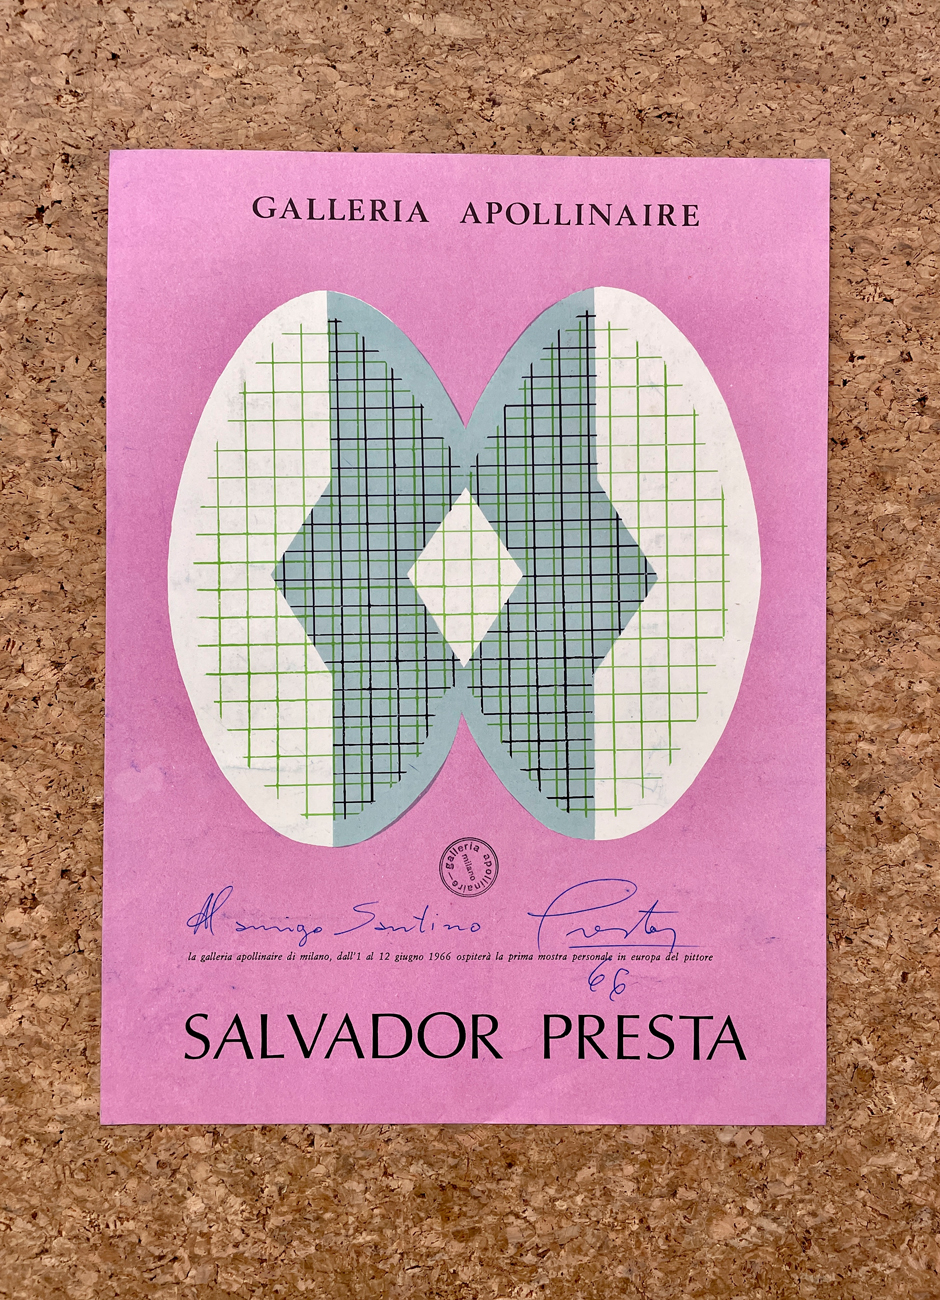 GALLERIA APOLLINAIRE
galleria apollinaire
milano
Al amigo Santino Presta
la galleria apollinaire di milano, dall'1 al 12 giugno 1966 ospiterà la prima mostra personale in europa del pittore
66
SALVADOR PRESTA